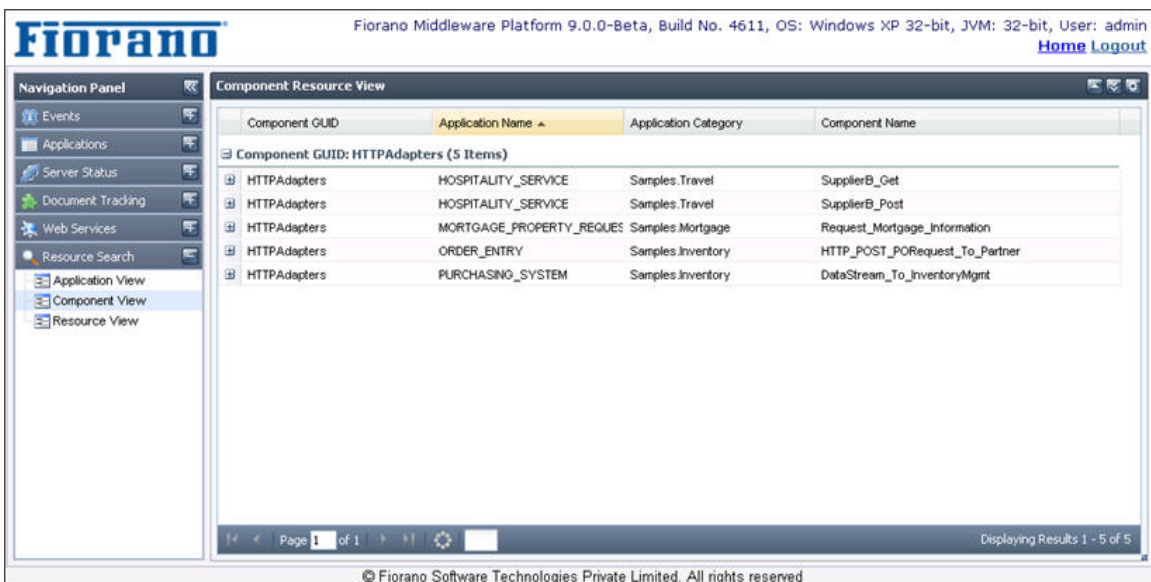 Fiorano
Fiorano Middleware Platform 9.0.0-Beta, Build No. 4611, OS: Windows XP 32-bit, JVM: 32-bit, User: admin
Home Logout
Navigation Panel
Events
Applications
Server Status
Document Tracking
Web Services
Resource Search
Application View
Component View
Resource View
Component Resource View
Component GUID Application Name Application Category Component Name
Component GUID: HTTPAdapters (5 Items)
HTTPAdapters HOSPITALITY_SERVICE Samples.Travel SupplierB_Get
HTTPAdapters HOSPITALITY_SERVICE Samples.Travel SupplierB_Post
HTTPAdapters MORTGAGE_PROPERTY_REQUES Samples.Mortgage Request_Mortgage_Information
HTTPAdapters ORDER_ENTRY Samples.Inventory HTTP_POST_PORequest_To_Partner
HTTPAdapters PURCHASING_SYSTEM Samples.Inventory DataStream_To_InventoryMgmt
Page 1 of 1
Displaying Results 1 - 5 of 5
© Fiorano Software Technologies Private Limited. All rights reserved